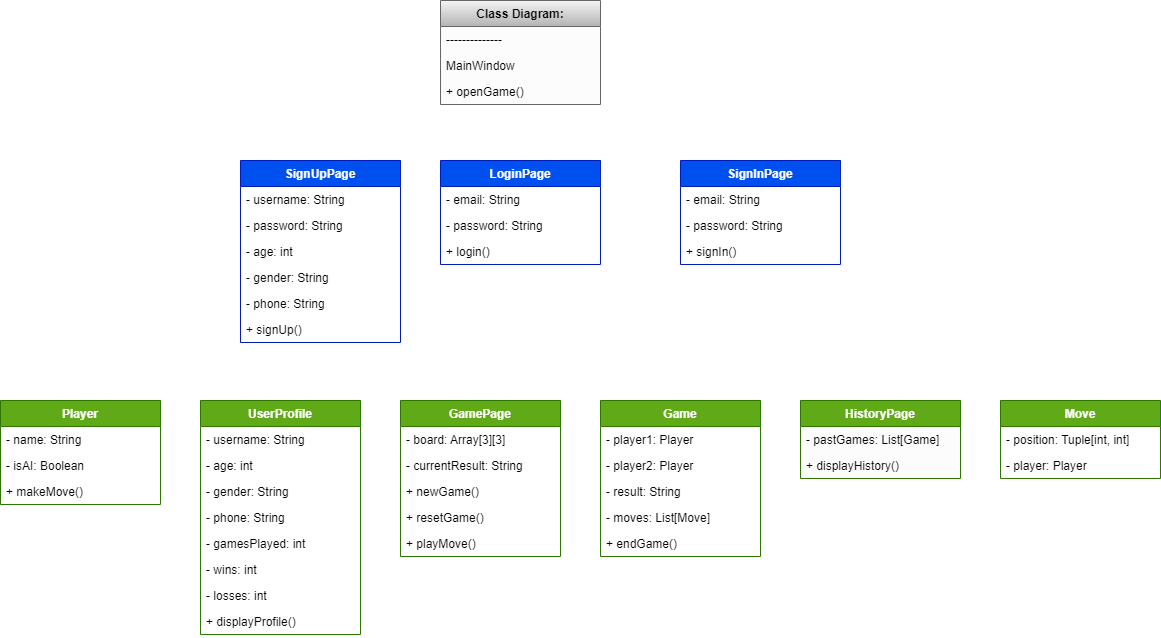 Class Diagram:
--------------
MainWindow
+ openGame()
SignUpPage
- username: String
- password: String
- age: int
- gender: String
- phone: String
+ signUp()
LoginPage
- email: String
- password: String
+ login()
SignInPage
- email: String
- password: String
+ signIn()
Player
- name: String
- isAI: Boolean
+ makeMove()
UserProfile
- username: String
- age: int
- gender: String
- phone: String
- gamesPlayed: int
- wins: int
- losses: int
+ displayProfile()
GamePage
- board: Array[3][3]
- currentResult: String
+ newGame()
+ resetGame()
+ playMove()
Game
- player1: Player
- player2: Player
- result: String
- moves: List[Move]
+ endGame()
HistoryPage
- pastGames: List[Game]
+ displayHistory()
Move
- position: Tuple[int, int]
- player: Player